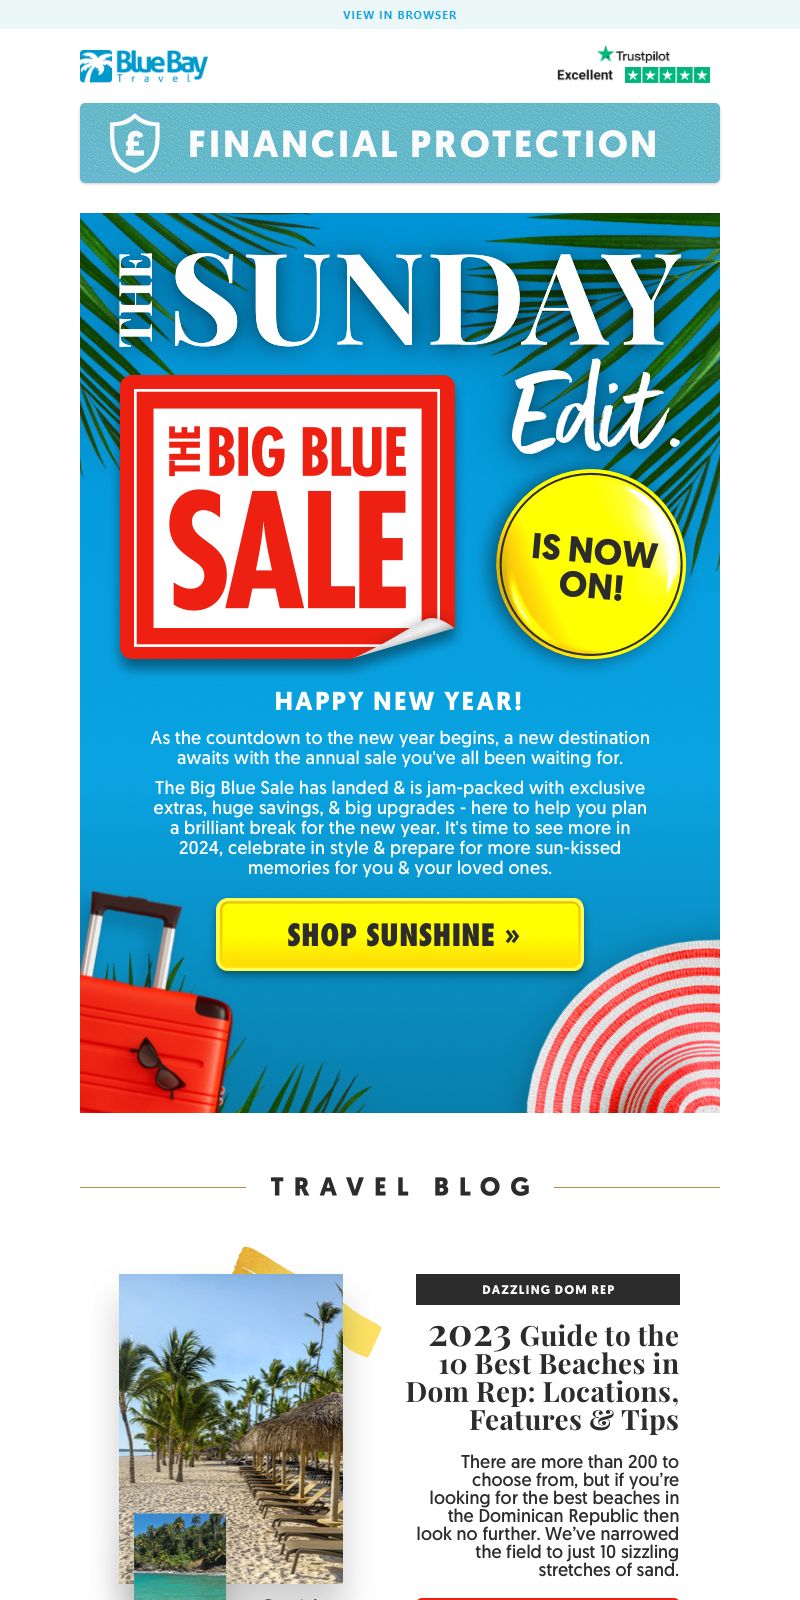 VIEW IN BROWSER
Blue Bay
Travel
Trustpilot
Excellent
£
FINANCIAL PROTECTION
THE SUNDAY
Edit.
THE BIG BLUE
SALE
IS NOW
ON!
HAPPY NEW YEAR!
As the countdown to the new year begins, a new destination
awaits with the annual sale you've all been waiting for.
The Big Blue Sale has landed & is jam-packed with exclusive
extras, huge savings, & big upgrades - here to help you plan
a brilliant break for the new year. It's time to see more in
2024, celebrate in style & prepare for more sun-kissed
memories for you & your loved ones.
SHOP SUNSHINE »
TRAVEL BLOG
DAZZLING DOM REP
2023 Guide to the
10 Best Beaches in
Dom Rep: Locations,
Features & Tips
There are more than 200 to
choose from, but if you’re
looking for the best beaches in
the Dominican Republic then
look no further. We’ve narrowed
the field to just 10 sizzling
stretches of sand.